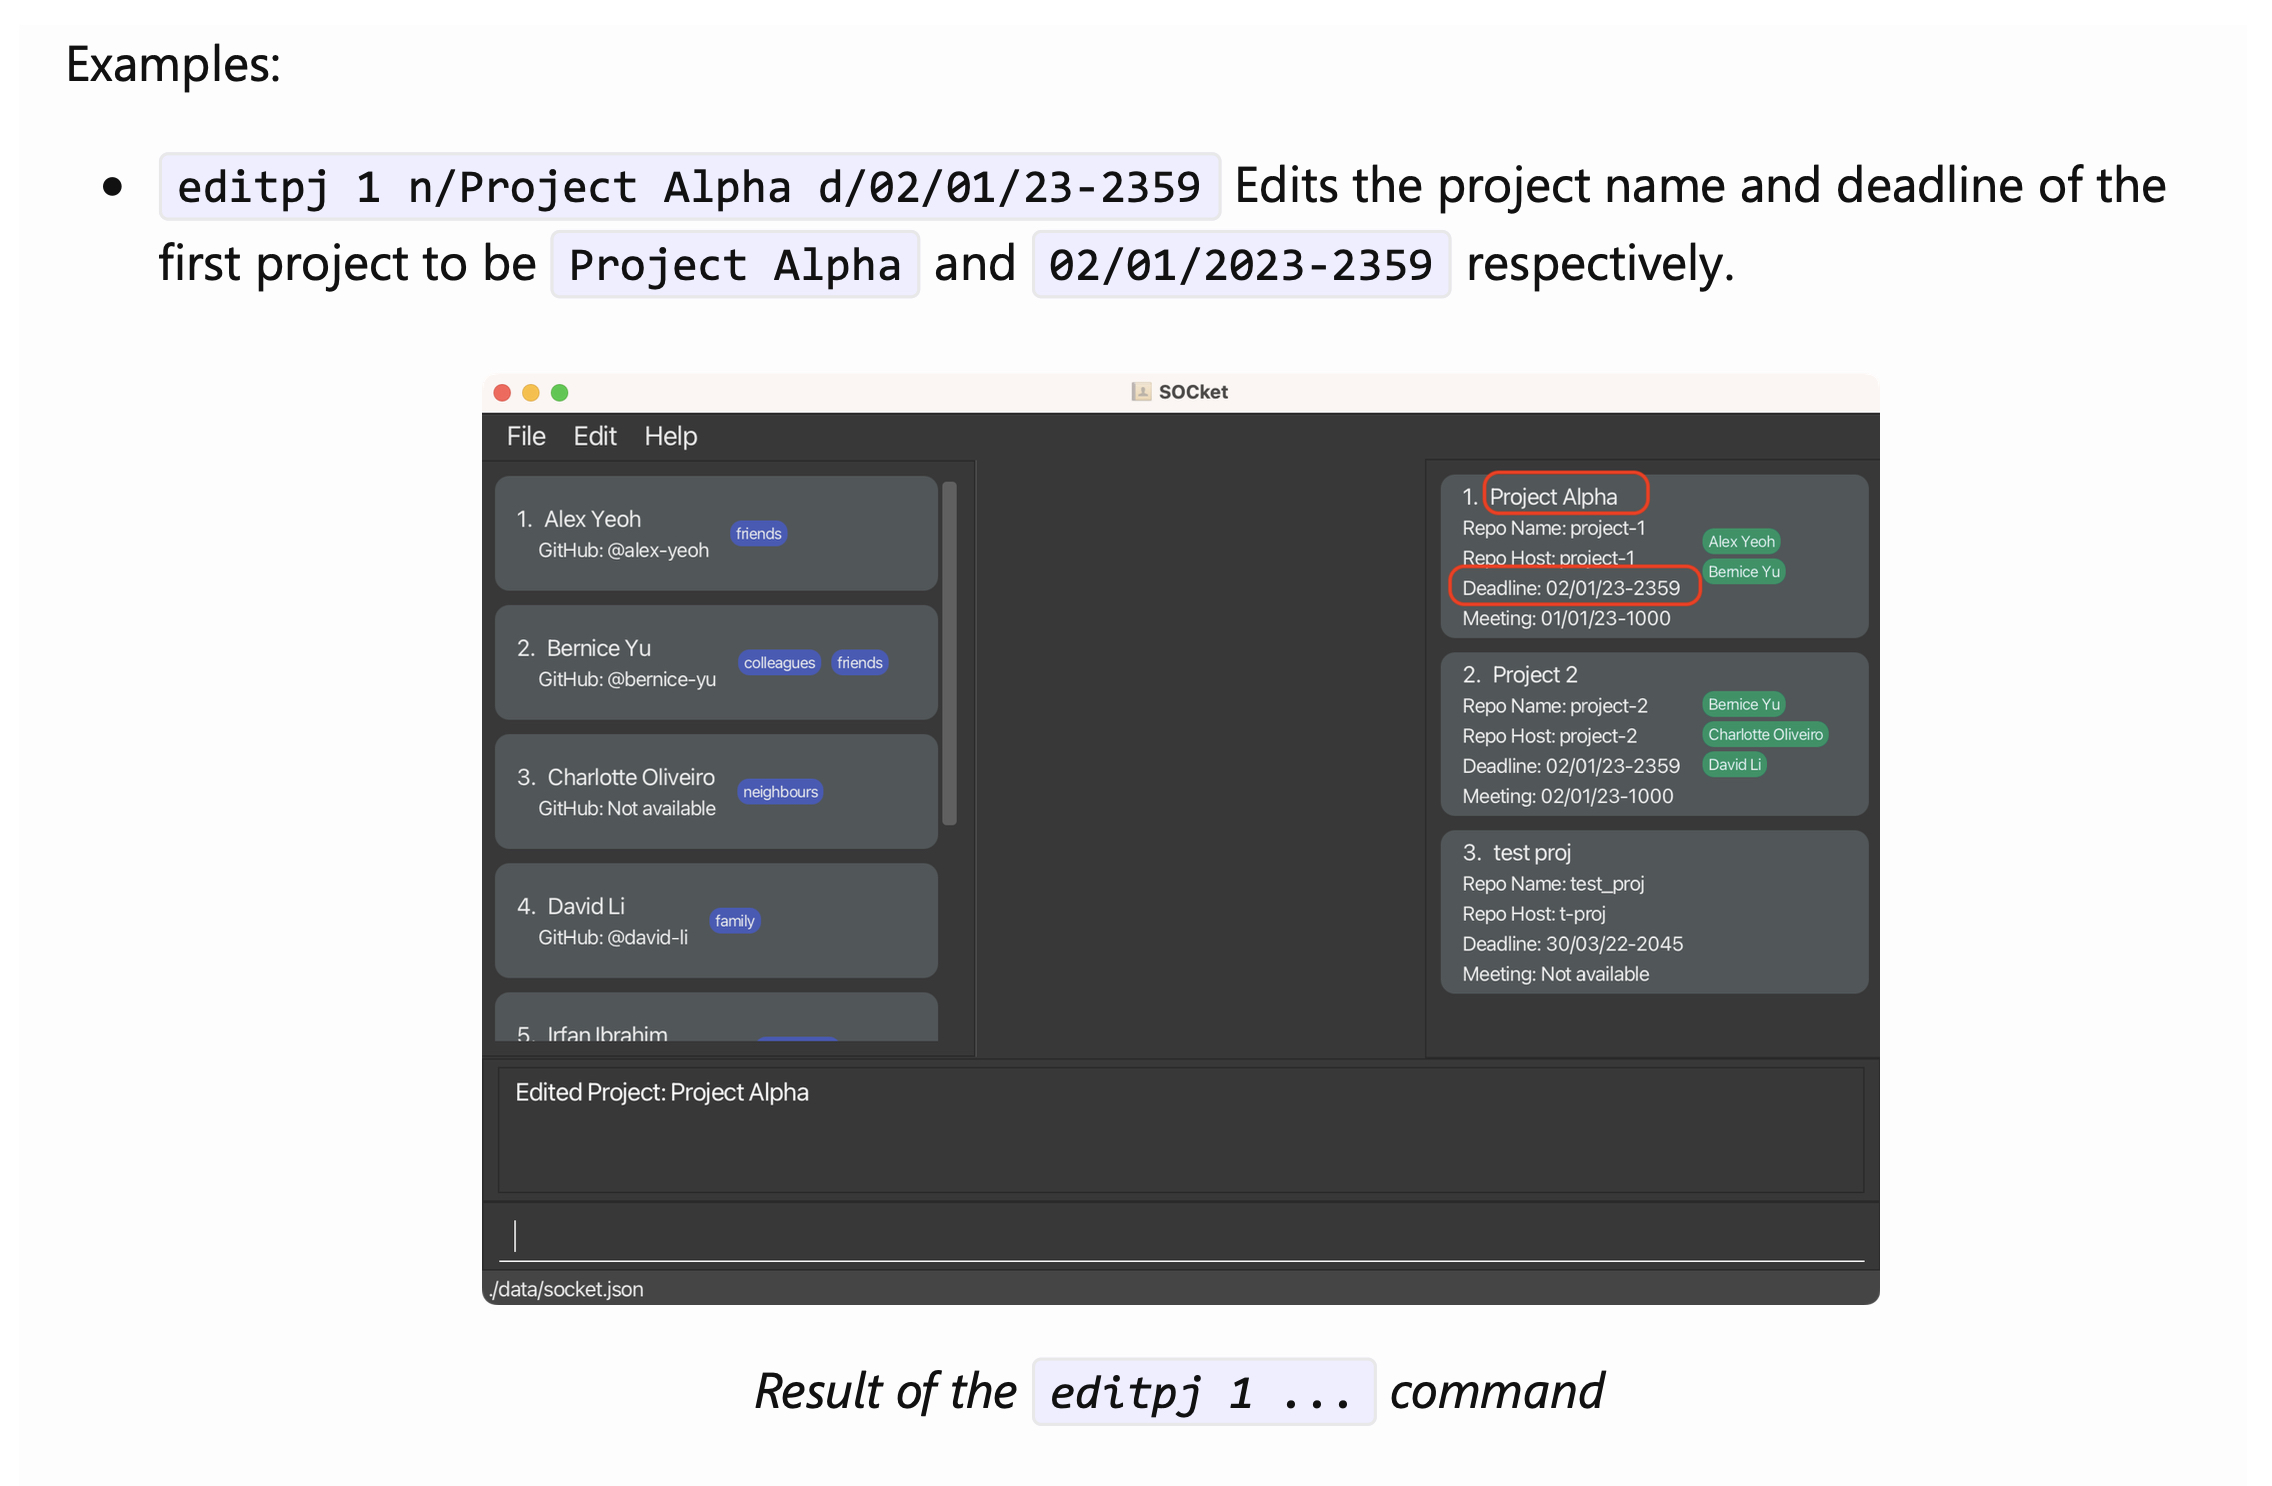 Examples:
editpj 1 n/Project Alpha d/02/01/23-2359 Edits the project name and deadline of the
first project to be Project Alpha and 02/01/2023-2359 respectively.
SOCket
File Edit Help
1. Alex Yeoh
GitHub: @alex-yeoh
friends
2. Bernice Yu
GitHub: @bernice-yu
colleagues friends
3. Charlotte Oliveiro
GitHub: Not available
neighbours
4. David Li
GitHub: @david-li
family
5. Irfan Ibrahim
1. Project Alpha
Repo Name: project-1
Repo Host: project-1
Deadline: 02/01/23-2359
Meeting: 01/01/23-1000
Alex Yeoh
Bernice Yu
2. Project 2
Repo Name: project-2
Repo Host: project-2
Deadline: 02/01/23-2359
Meeting: 02/01/23-1000
Bernice Yu
Charlotte Oliveiro
David Li
3. test proj
Repo Name: test_proj
Repo Host: t-proj
Deadline: 30/03/22-2045
Meeting: Not available
Edited Project: Project Alpha
./data/socket.json
Result of the editpj 1 ... command